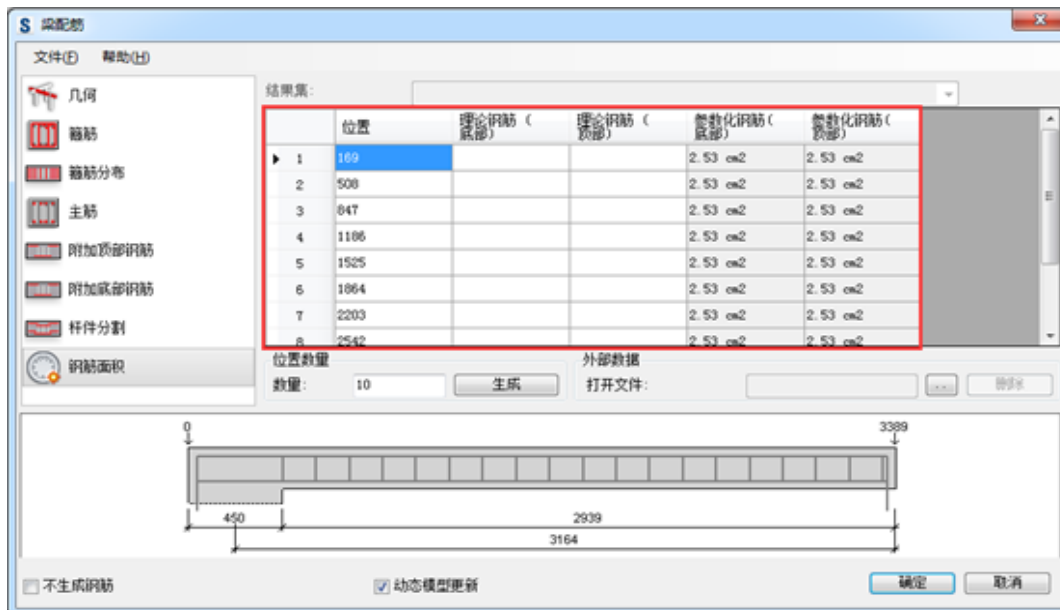 S 梁配筋
文件(F) 帮助(H)
几何
箍筋
箍筋分布
主筋
附加顶部钢筋
附加底部钢筋
杆件分割
钢筋面积
结果集:
位置 理论钢筋(底部) 理论钢筋(顶部) 参数化钢筋(底部) 参数化钢筋(顶部)
1 169 2.53 cm2 2.53 cm2
2 508 2.53 cm2 2.53 cm2
3 847 2.53 cm2 2.53 cm2
4 1186 2.53 cm2 2.53 cm2
5 1525 2.53 cm2 2.53 cm2
6 1864 2.53 cm2 2.53 cm2
7 2203 2.53 cm2 2.53 cm2
8 2542 2.53 cm2 2.53 cm2
位置数量
数量: 10 生成
外部数据
打开文件: .. 删除
0 3389
450 2939
3164
不生成钢筋 动态模型更新 确定 取消